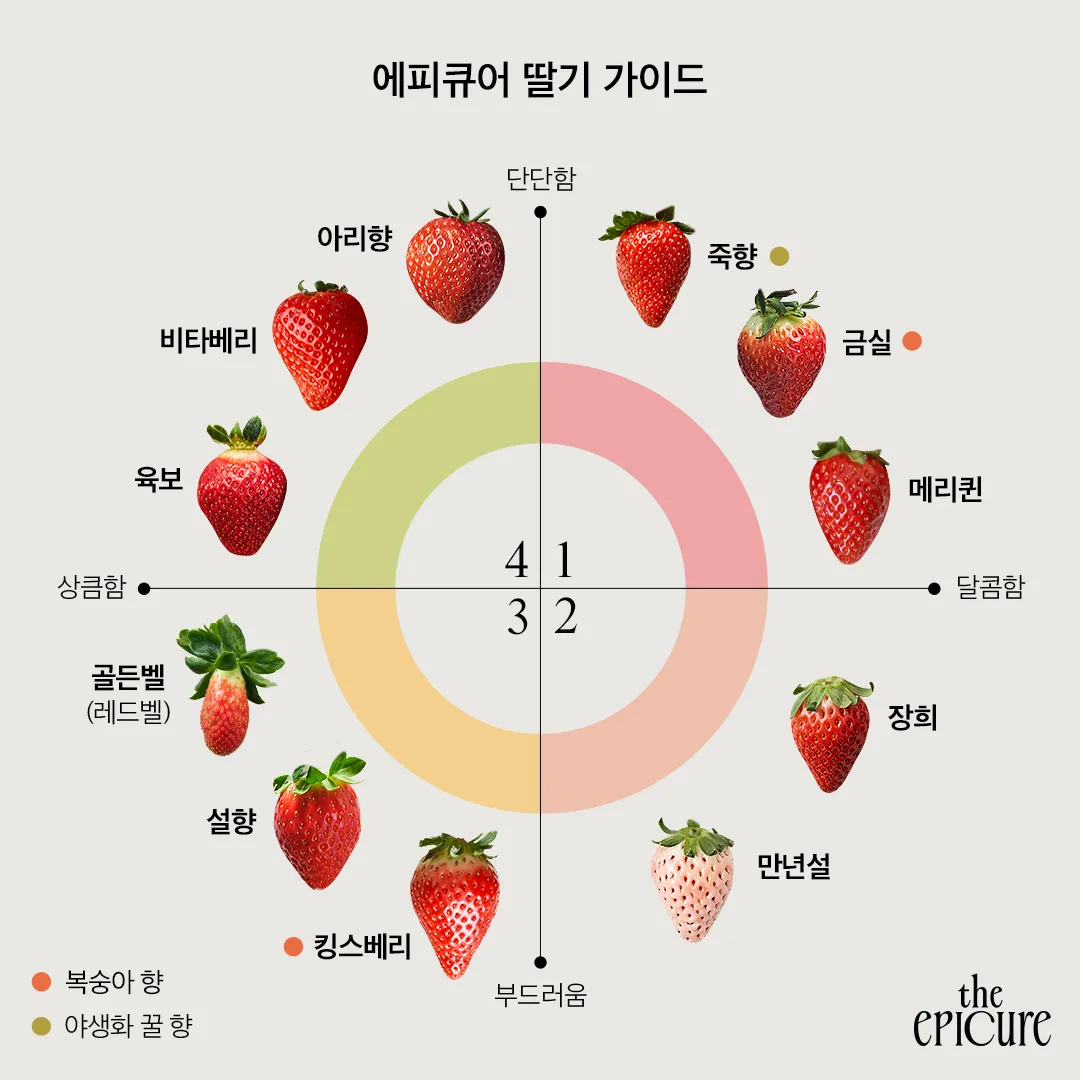 에피큐어 딸기 가이드
단단함
아리향
죽향
비타베리
금실
육보
메리퀸
4 1
상큼함
달콤함
3 2
골든벨
(레드벨)
장희
설향
만년설
킹스베리
복숭아 향
부드러움
야생화 꿀 향
the
epicure